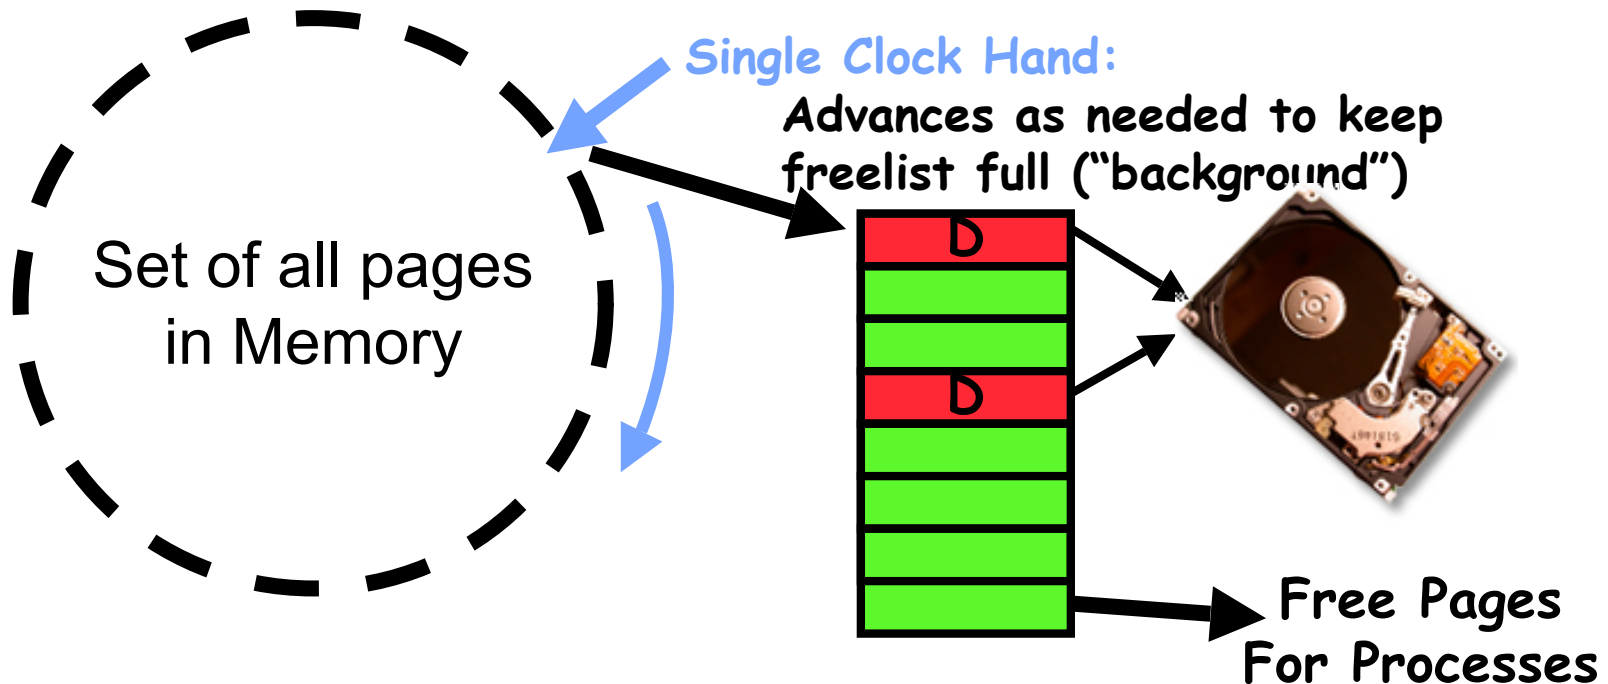 Single Clock Hand:
Advances as needed to keep
freelist full (“background”)
Set of all pages
in Memory
D
D
Free Pages
For Processes